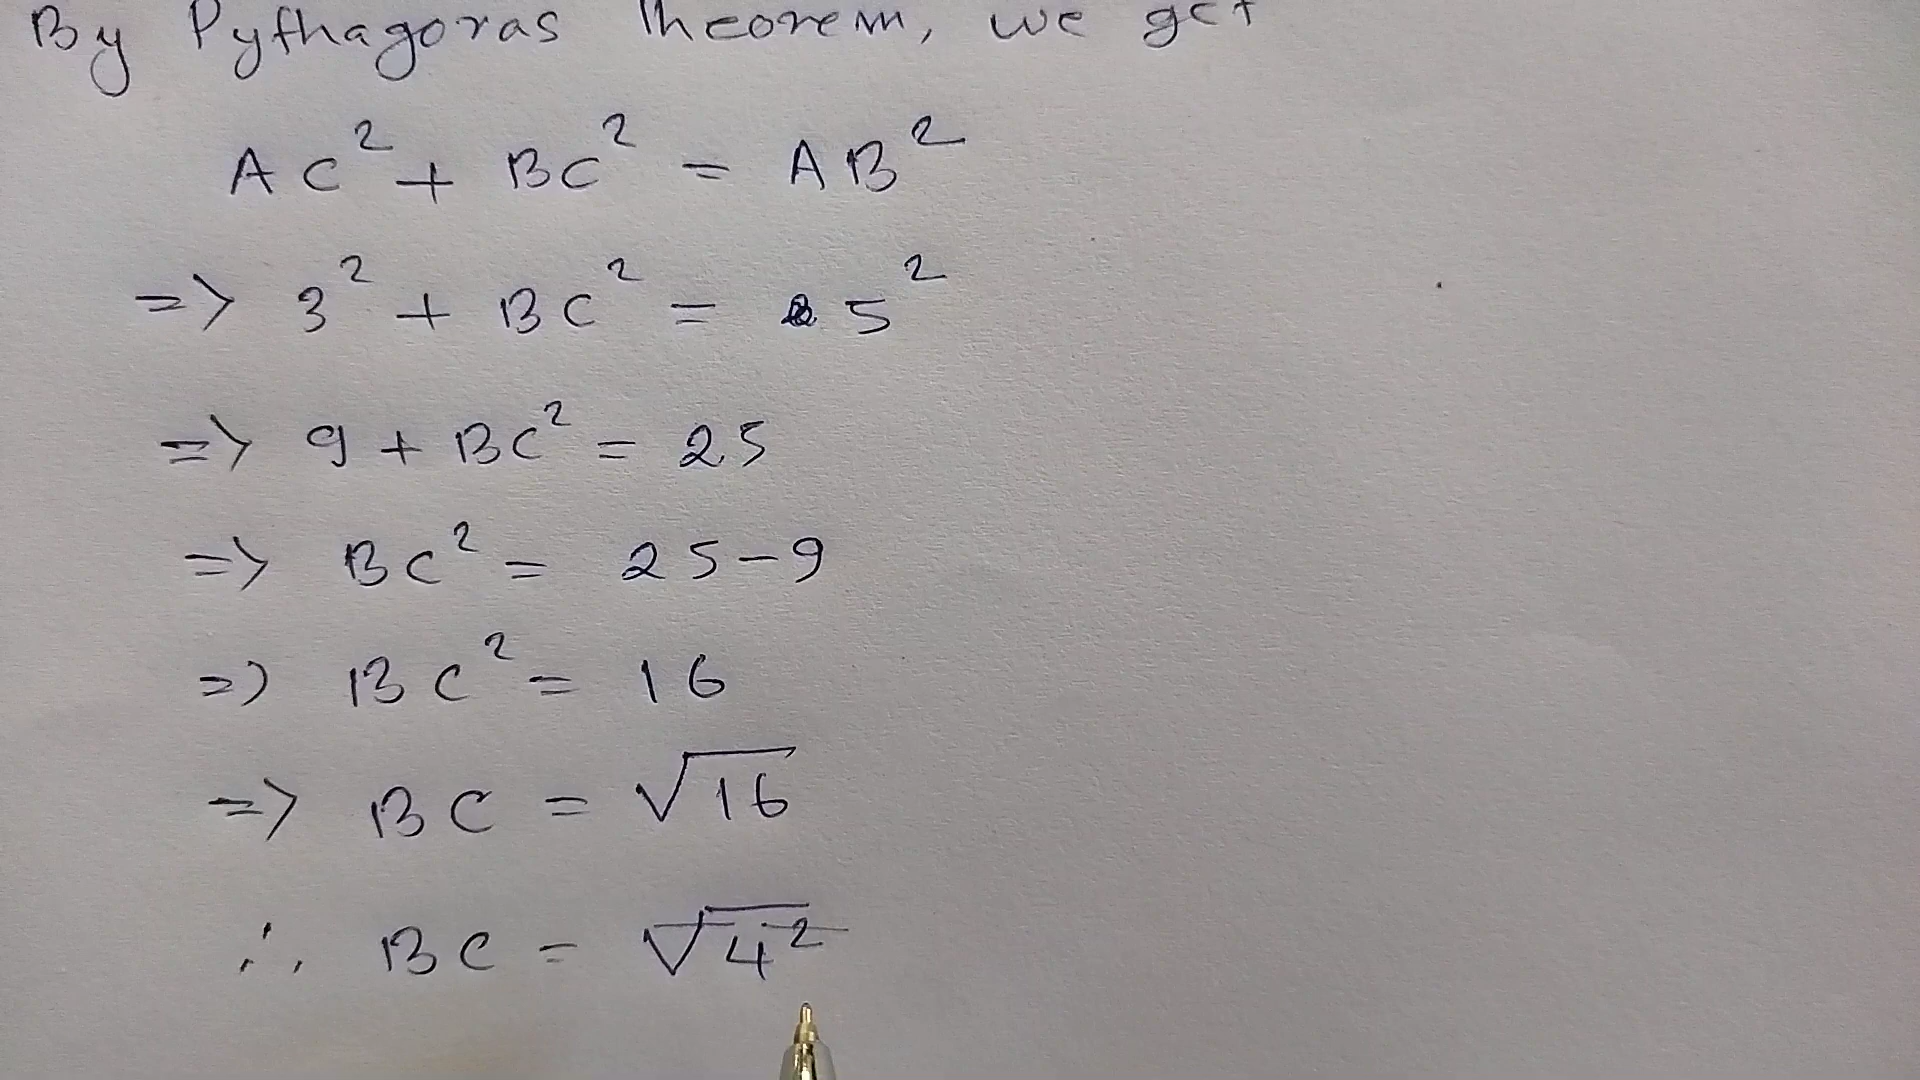 By Pythagoras Theorem, we get
AC² + BC² = AB²
=> 3² + BC² = 5²
=> 9 + BC² = 25
=> BC² = 25-9
=> BC² = 16
=> BC = √16
∴ BC = √4²